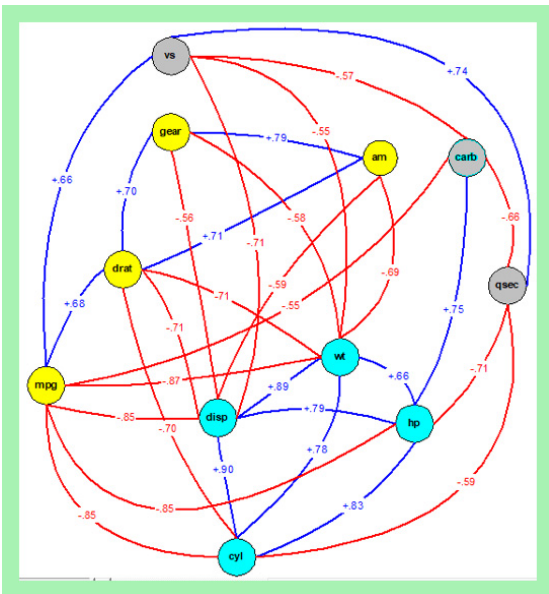 vs
+.74
-.57
gear
+.79
-.55
am
carb
+.66
+.70
-.56
-.58
-.71
+.71
-.66
drat
-.59
-.69
qsec
+.68
-.71
-.55
+.75
-.71
wt
mpg
-.87
+.89
+.66
-.71
-.85
disp
+.79
hp
-.70
+.90
+.78
-.59
-.85
-.85
+.83
cyl